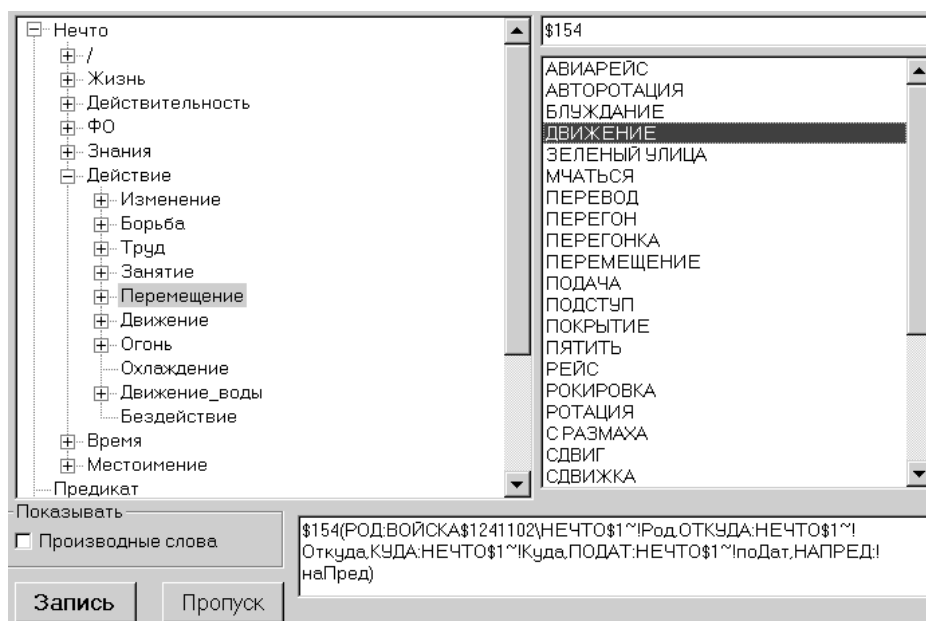 Нечто
/
Жизнь
Действительность
ФО
Знания
Действие
Изменение
Борьба
Труд
Занятие
Перемещение
Движение
Огонь
Охлаждение
Движение_воды
Бездействие
Время
Местоимение
Предикат
$154
АВИАРЕЙС
АВТОРОТАЦИЯ
БЛУЖДАНИЕ
ДВИЖЕНИЕ
ЗЕЛЕНЫЙ УЛИЦА
МЧАТЬСЯ
ПЕРЕВОД
ПЕРЕГОН
ПЕРЕГОНКА
ПЕРЕМЕЩЕНИЕ
ПОДАЧА
ПОДСТУП
ПОКРЫТИЕ
ПЯТИТЬ
РЕЙС
РОКИРОВКА
РОТАЦИЯ
С РАЗМАХА
СДВИГ
СДВИЖКА
Показывать
Производные слова
Запись
Пропуск
$154(РОД:ВОЙСКА$1241102\НЕЧТО$1~!Род,ОТКУДА:НЕЧТО$1~!
Откуда,КУДА:НЕЧТО$1~!Куда,ПОДАТ:НЕЧТО$1~!поДат,НАПРЕД:!
наПред)